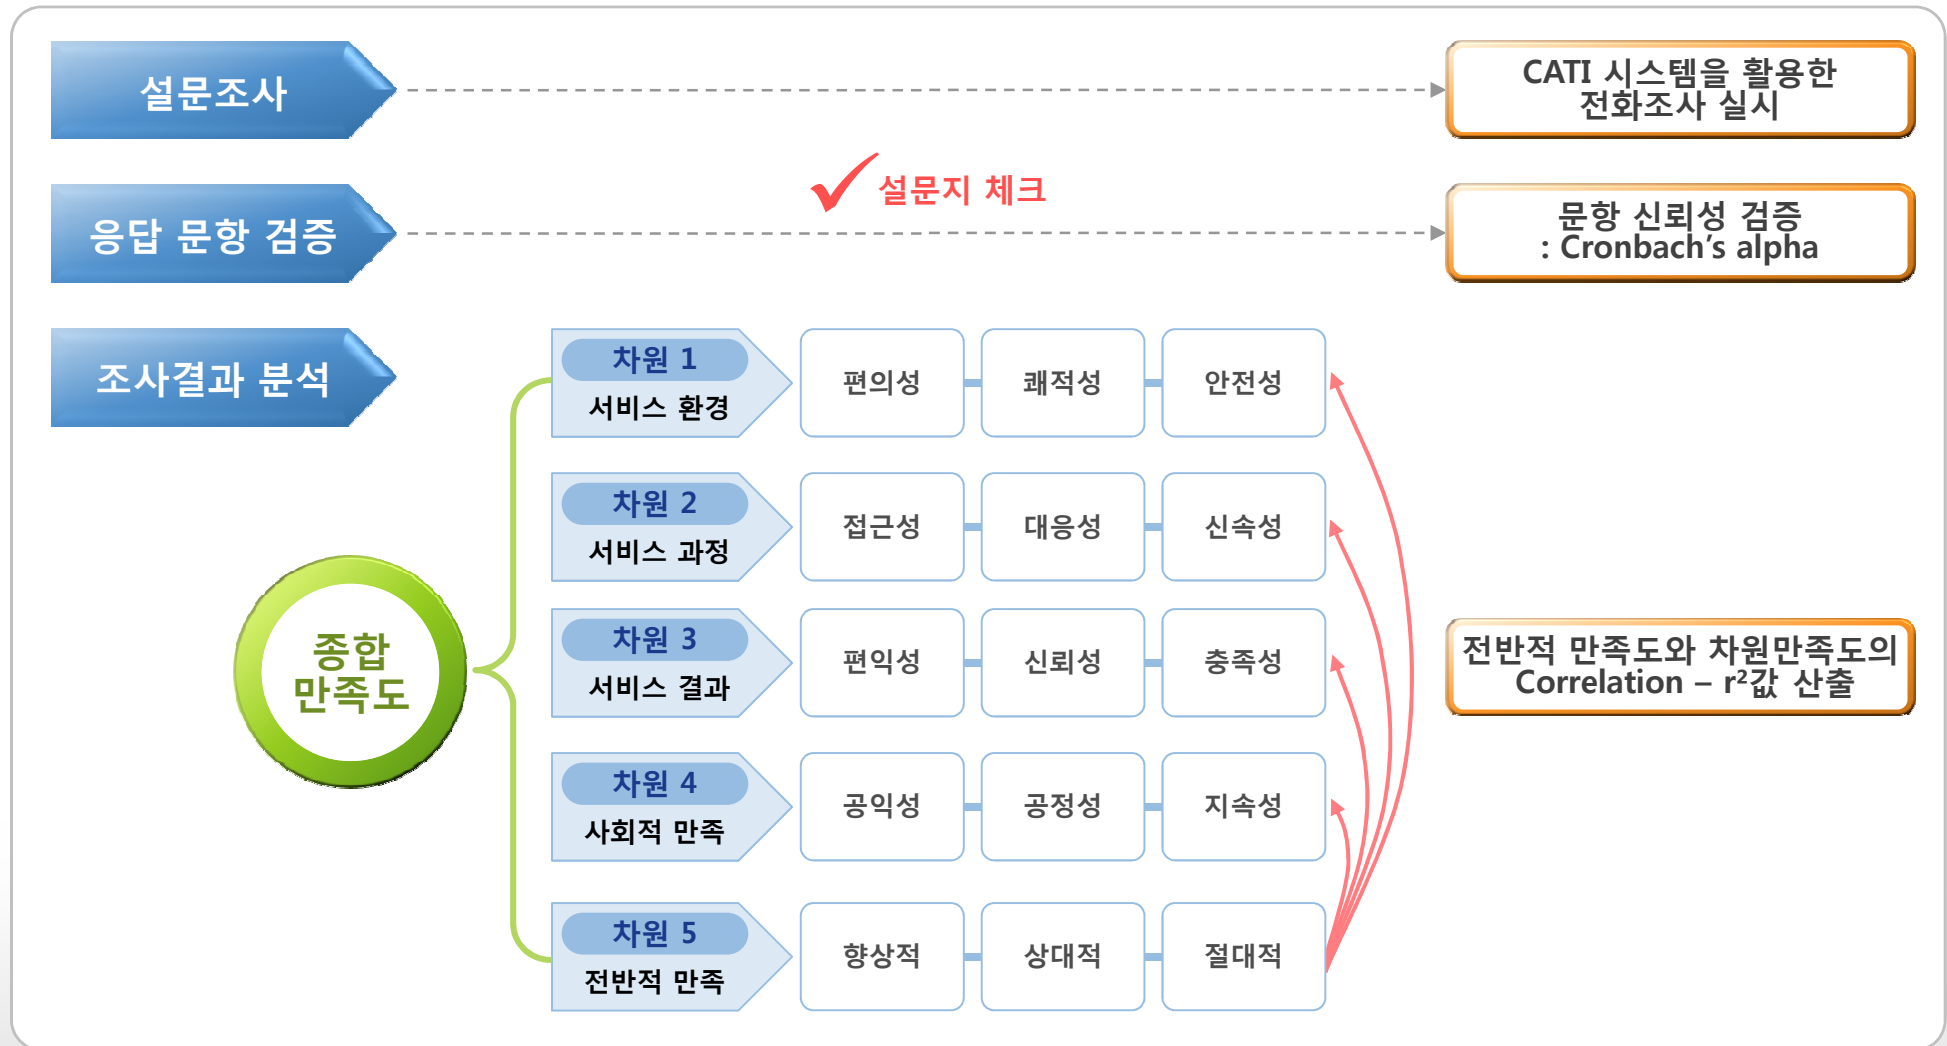 설문조사
CATI 시스템을 활용한
전화조사 실시
설문지 체크
응답 문항 검증
문항 신뢰성 검증
: Cronbach’s alpha
조사결과 분석
차원 1
서비스 환경
편의성
쾌적성
안전성
차원 2
서비스 과정
접근성
대응성
신속성
종합
만족도
차원 3
서비스 결과
편익성
신뢰성
충족성
전반적 만족도와 차원만족도의
Correlation – r²값 산출
차원 4
사회적 만족
공익성
공정성
지속성
차원 5
전반적 만족
향상적
상대적
절대적